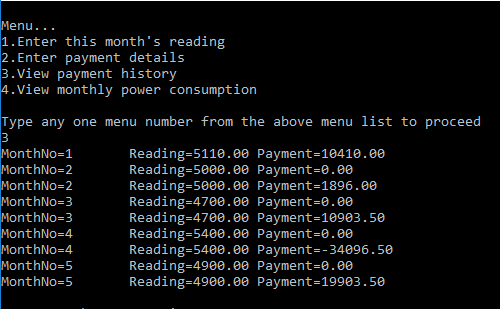 Menu...
1.Enter this month's reading
2.Enter payment details
3.View payment history
4.View monthly power consumption
Type any one menu number from the above menu list to proceed
3
MonthNo=1 Reading=5110.00 Payment=10410.00
MonthNo=2 Reading=5000.00 Payment=0.00
MonthNo=2 Reading=5000.00 Payment=1896.00
MonthNo=3 Reading=4700.00 Payment=0.00
MonthNo=3 Reading=4700.00 Payment=10903.50
MonthNo=4 Reading=5400.00 Payment=0.00
MonthNo=4 Reading=5400.00 Payment=-34096.50
MonthNo=5 Reading=4900.00 Payment=0.00
MonthNo=5 Reading=4900.00 Payment=19903.50